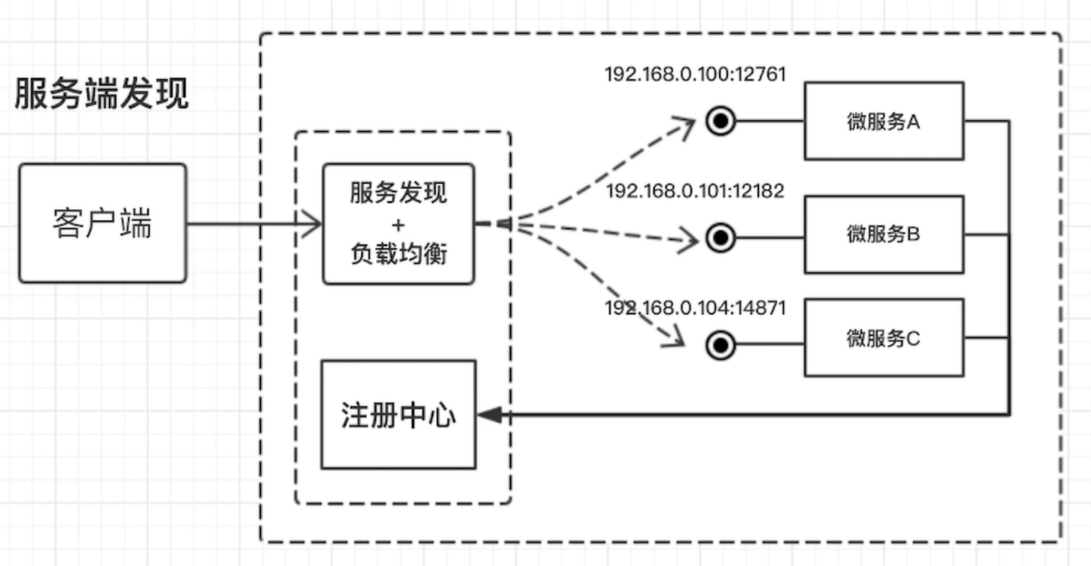 服务端发现
客户端
服务发现
+
负载均衡
注册中心
192.168.0.100:12761
微服务A
192.168.0.101:12182
微服务B
192.168.0.104:14871
微服务C